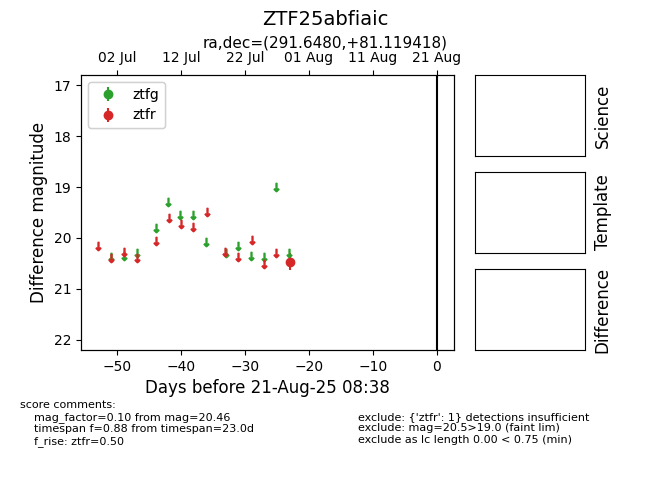 ZTF25abfiaic
ra,dec=(291.6480,+81.119418)
02 Jul 12 Jul 22 Jul 01 Aug 11 Aug 21 Aug
ztfg
ztfr
17
18
19
20
21
22
Difference magnitude
−50 −40 −30 −20 −10 0
Days before 21-Aug-25 08:38
Science
Template
Difference
score comments:
mag_factor=0.10 from mag=20.46
timespan f=0.88 from timespan=23.0d
f_rise: ztfr=0.50
exclude: {'ztfr': 1} detections insufficient
exclude: mag=20.5>19.0 (faint lim)
exclude as lc length 0.00 < 0.75 (min)